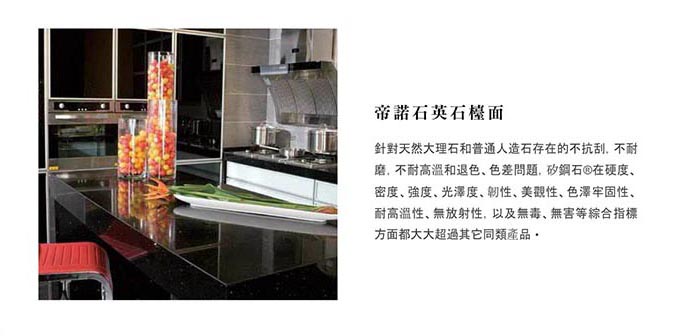 帝諾石英石檯面
針對天然大理石和普通人造石存在的不抗刮, 不耐
磨, 不耐高溫和退色、色差問題, 矽鋼石®在硬度、
密度、強度、光澤度、韌性、美觀性、色澤牢固性、
耐高溫性、無放射性, 以及無毒、無害等綜合指標
方面都大大超過其它同類產品・